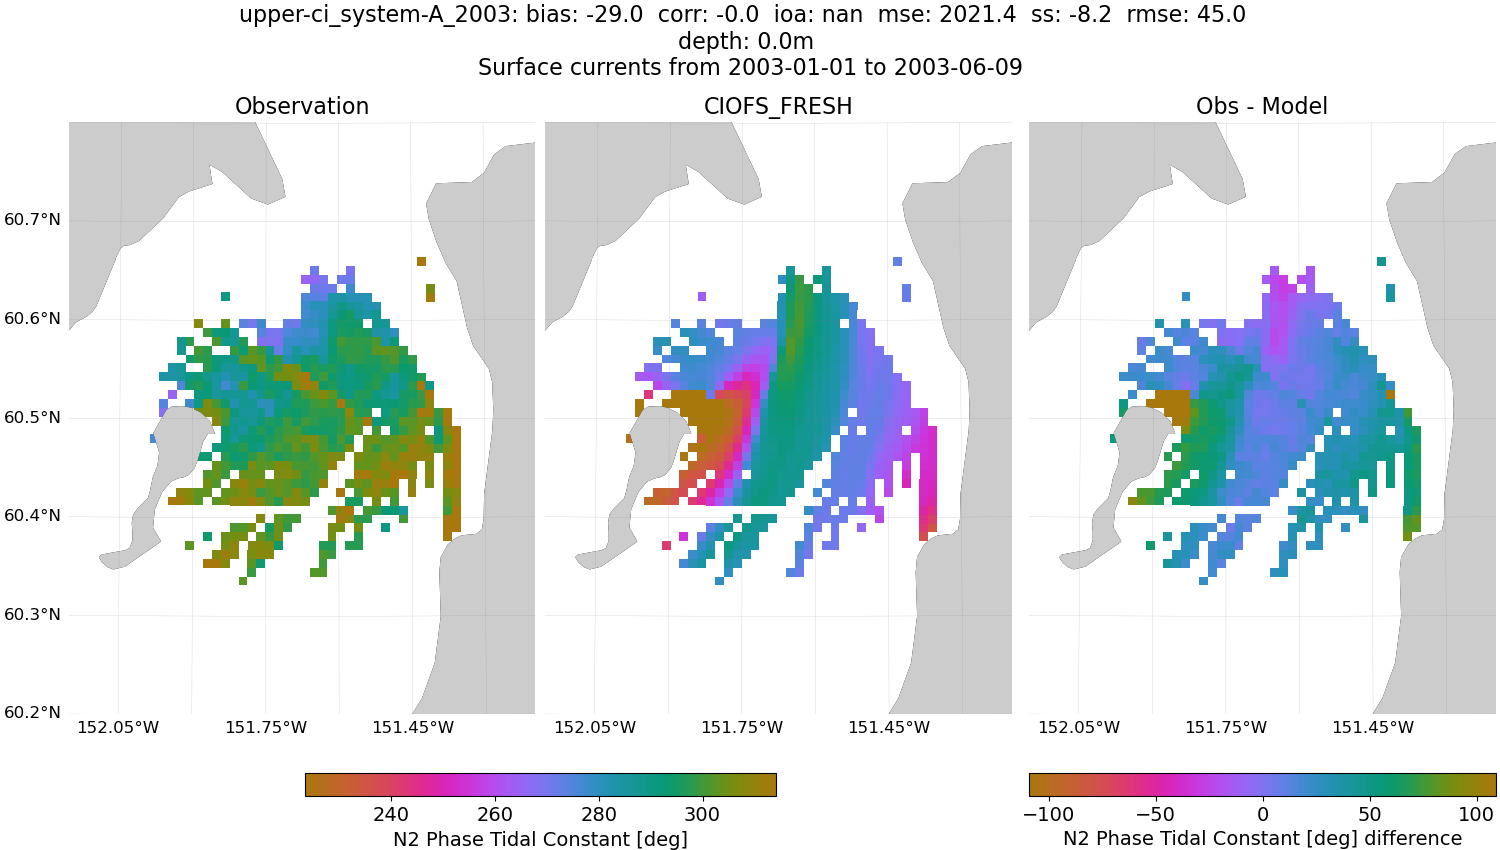 upper-ci_system-A_2003: bias: -29.0  corr: -0.0  ioa: nan  mse: 2021.4  ss: -8.2  rmse: 45.0
depth: 0.0m
Surface currents from 2003-01-01 to 2003-06-09
Observation
CIOFS_FRESH
Obs - Model
60.7°N
60.6°N
60.5°N
60.4°N
60.3°N
60.2°N
152.05°W 151.75°W 151.45°W
152.05°W 151.75°W 151.45°W
152.05°W 151.75°W 151.45°W
240 260 280 300
N2 Phase Tidal Constant [deg]
−100 −50 0 50 100
N2 Phase Tidal Constant [deg] difference